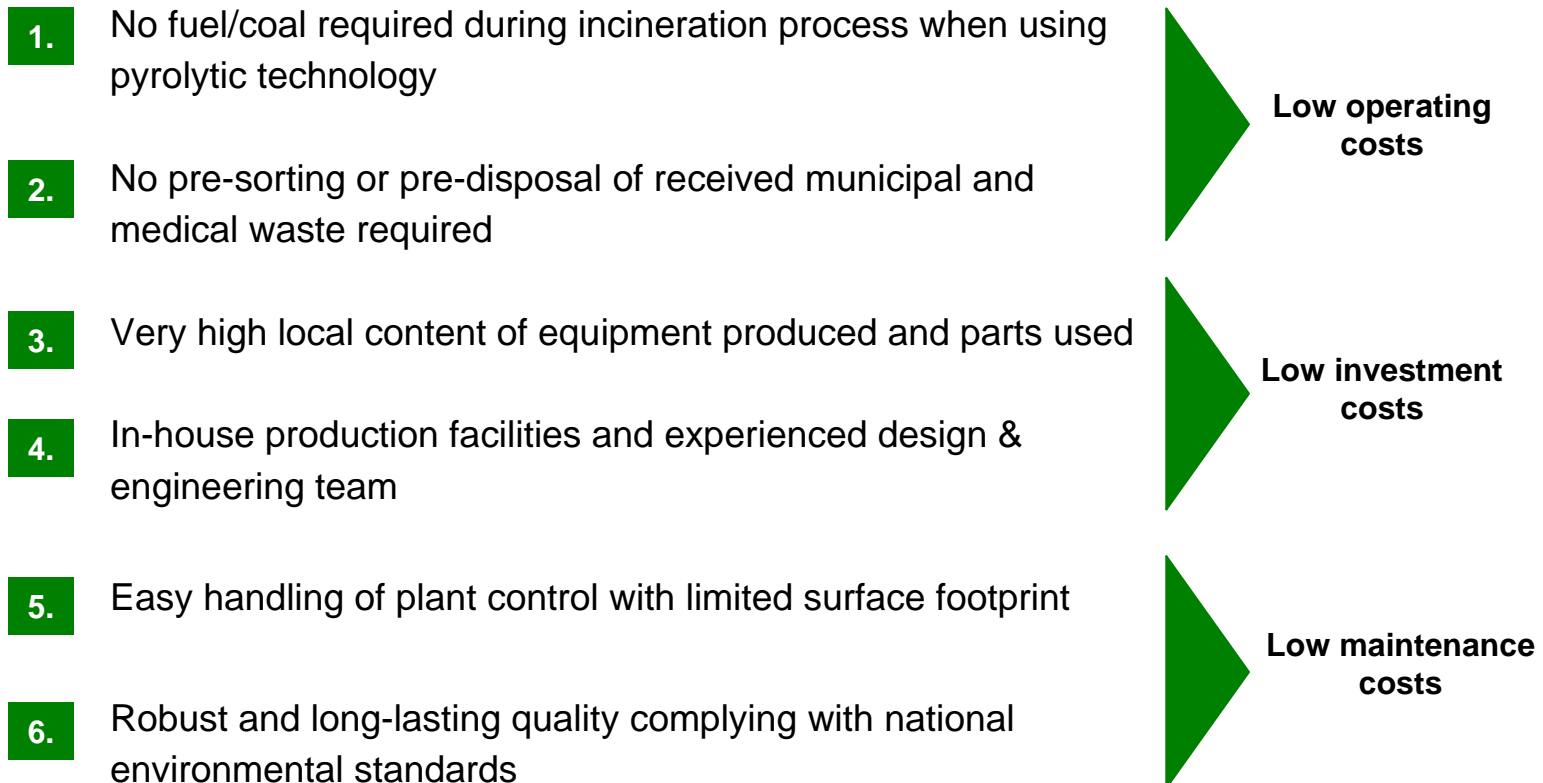 1.
No fuel/coal required during incineration process when using
pyrolytic technology
2.
No pre-sorting or pre-disposal of received municipal and
medical waste required
Low operating
costs
3.
Very high local content of equipment produced and parts used
4.
In-house production facilities and experienced design &
engineering team
Low investment
costs
5.
Easy handling of plant control with limited surface footprint
6.
Robust and long-lasting quality complying with national
environmental standards
Low maintenance
costs